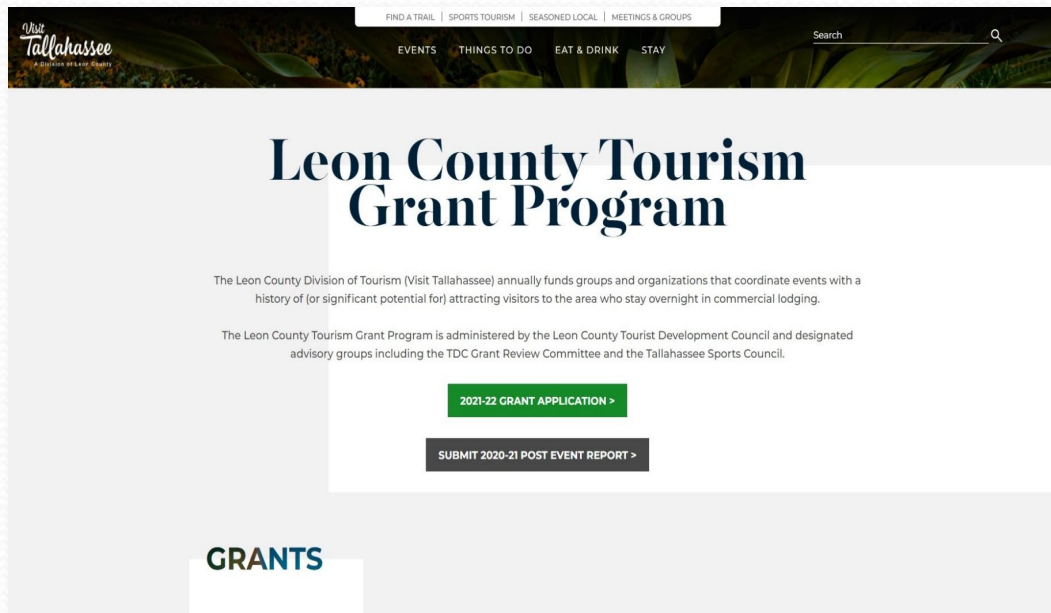 FIND A TRAIL | SPORTS TOURISM | SEASONED LOCAL | MEETINGS & GROUPS
Visit
Tallahassee
A Division of Leon County
EVENTS THINGS TO DO EAT & DRINK STAY
Search
Leon County Tourism
Grant Program
The Leon County Division of Tourism (Visit Tallahassee) annually funds groups and organizations that coordinate events with a
history of (or significant potential for) attracting visitors to the area who stay overnight in commercial lodging.
The Leon County Tourism Grant Program is administered by the Leon County Tourist Development Council and designated
advisory groups including the TDC Grant Review Committee and the Tallahassee Sports Council.
2021-22 GRANT APPLICATION >
SUBMIT 2020-21 POST EVENT REPORT >
GRANTS